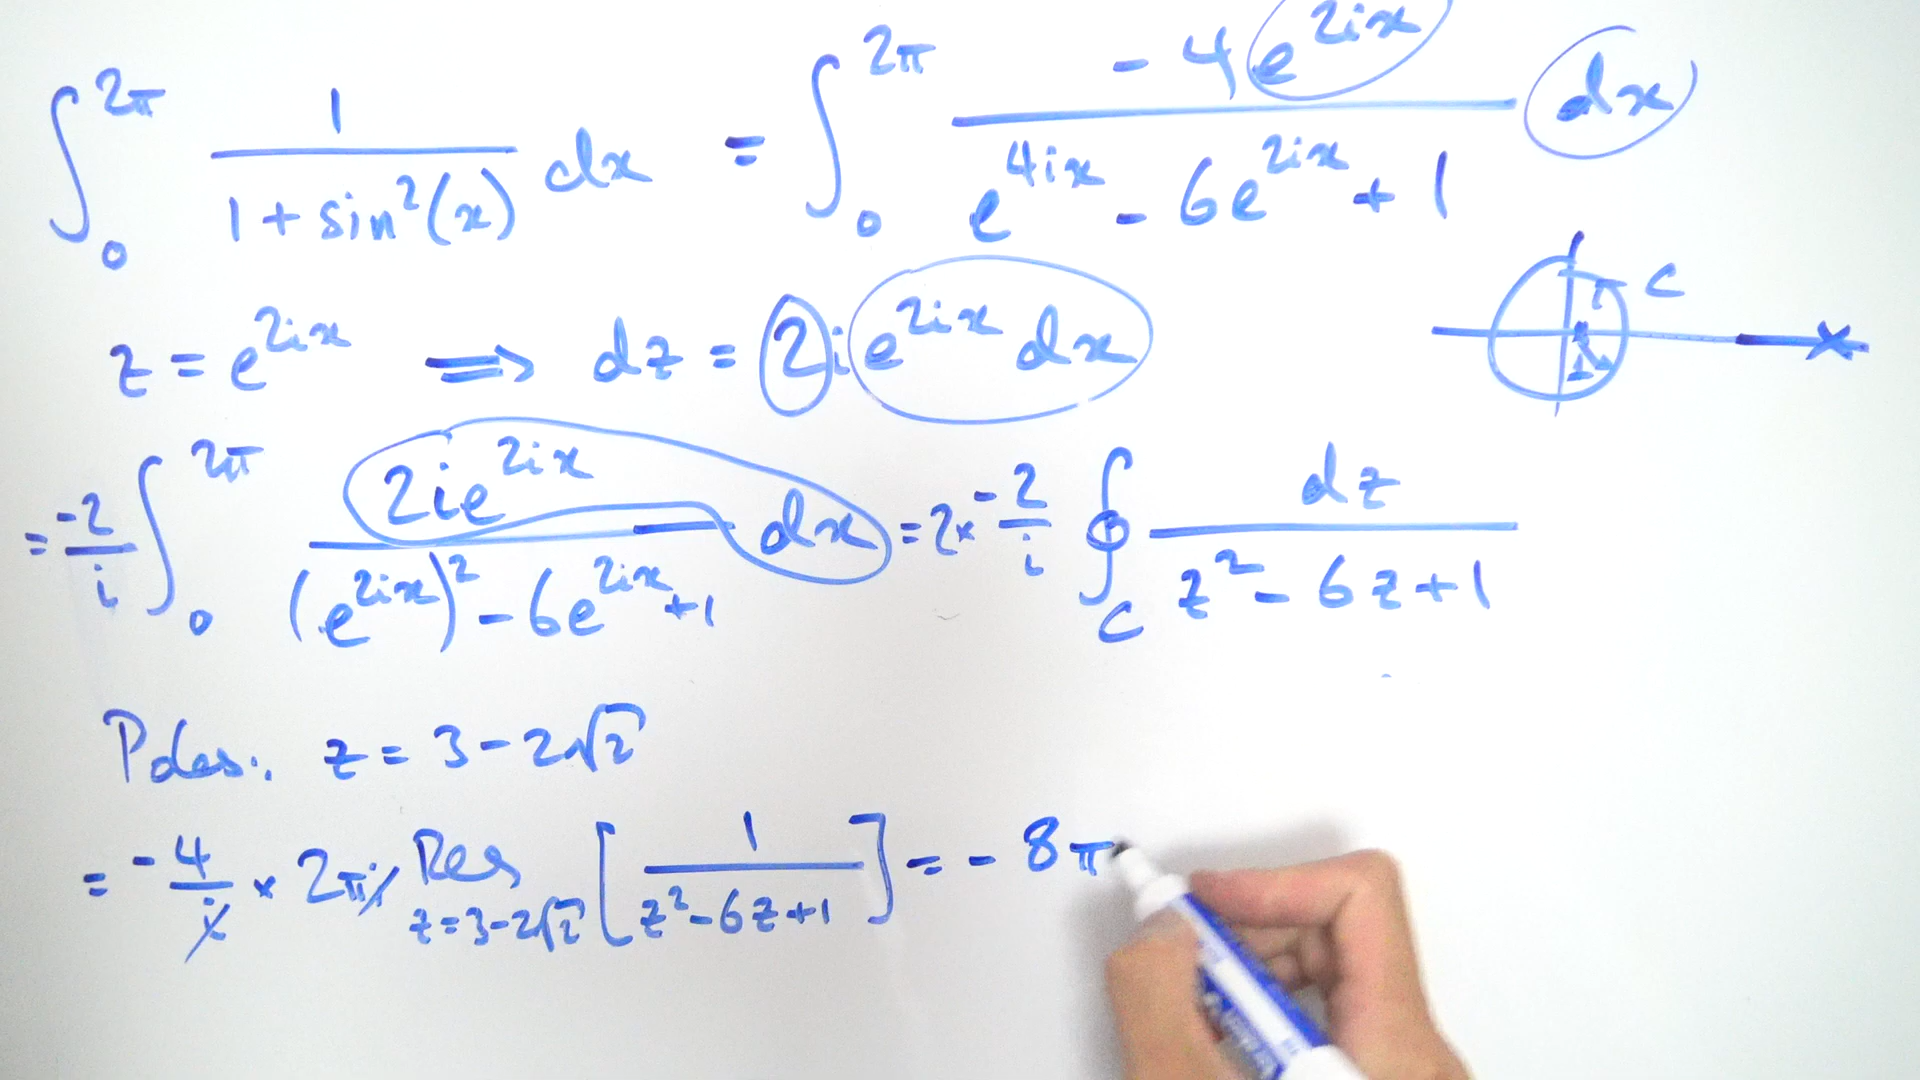 ∫₀^{2π} 1/(1+sin²(x)) dx = ∫₀^{2π} -4e^{2ix}/(e^{4ix} - 6e^{2ix} + 1) dx
C
z = e^{2ix} ⟹ dz = 2ie^{2ix} dx
= -2/i ∫₀^{2π} 2ie^{2ix}/((e^{2ix})² - 6e^{2ix} + 1) dx = 2× -2/i ∮_C dz/(z² - 6z + 1)
Poles: z = 3 - 2√2
= -4/i × 2πi Res_{z=3-2√2} [1/(z² - 6z + 1)] = - 8π